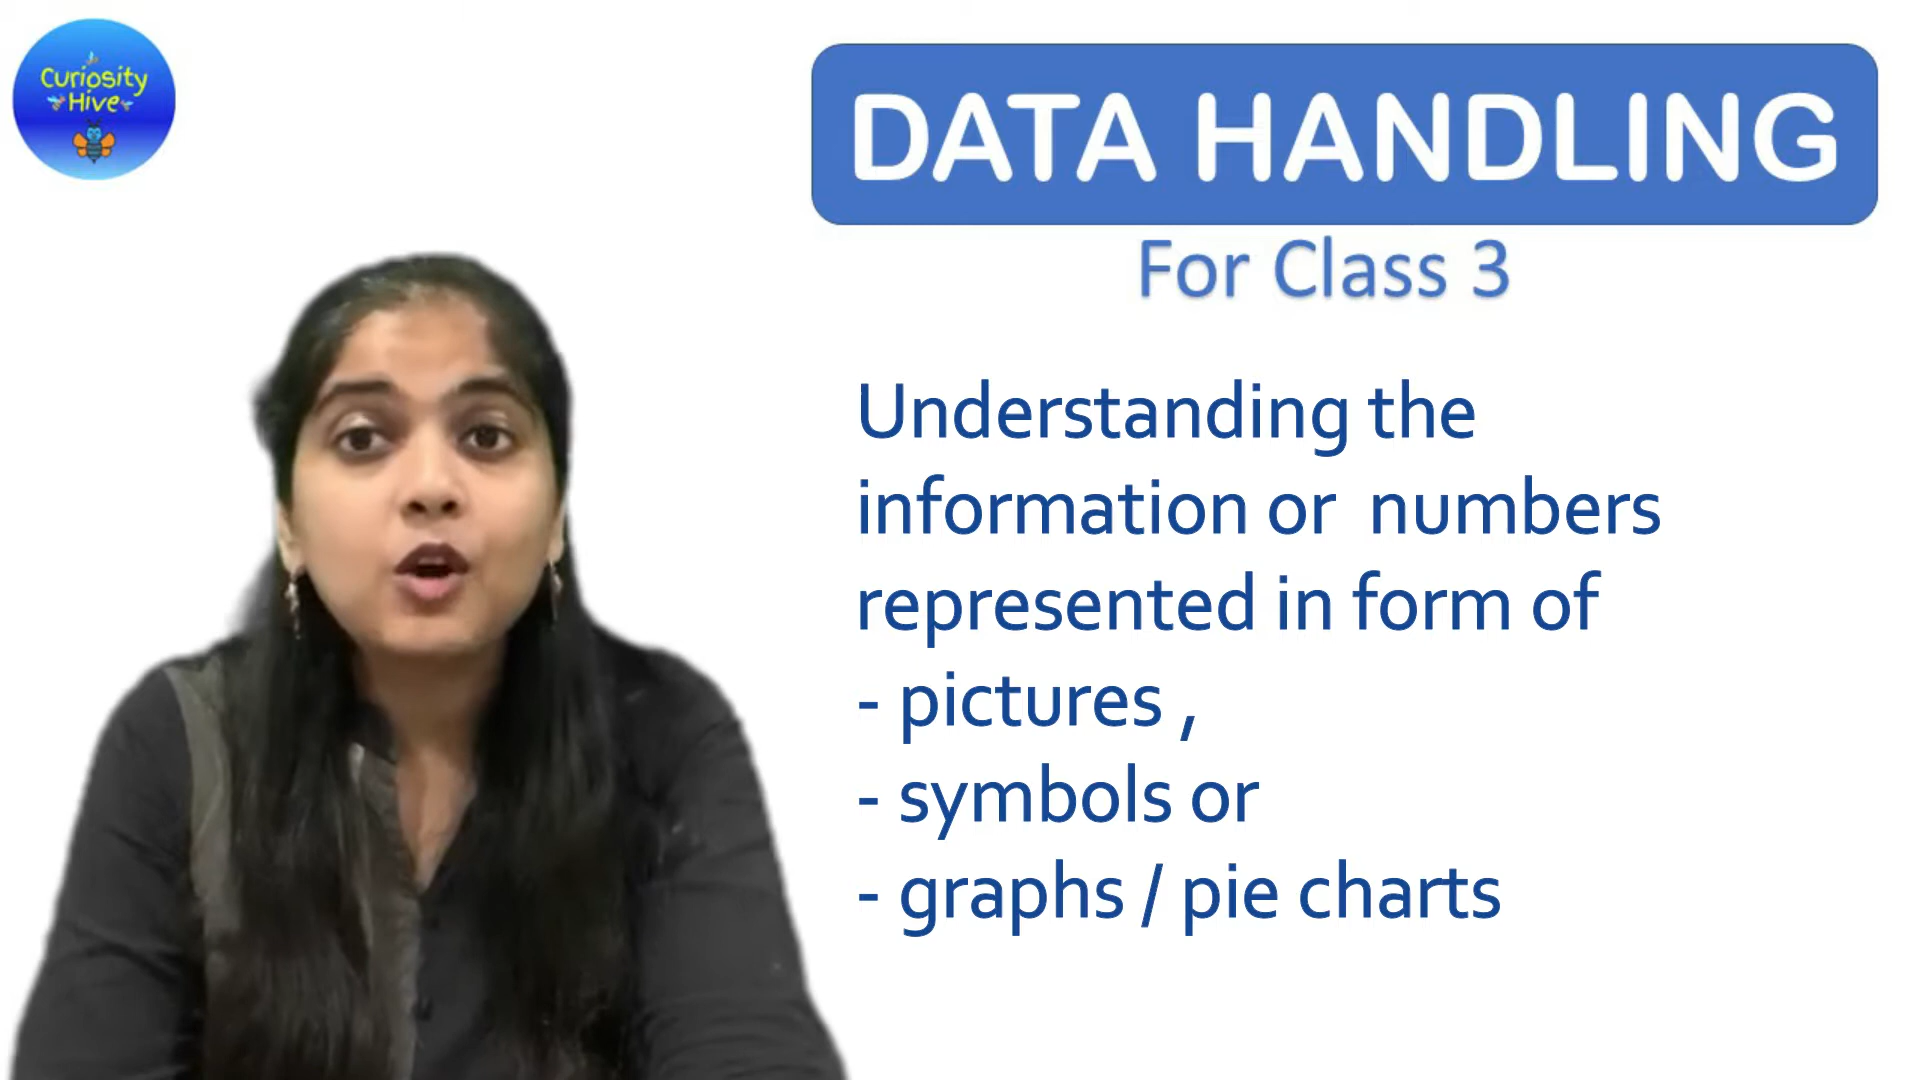 Curiosity
Hive
DATA HANDLING
For Class 3
Understanding the
information or numbers
represented in form of
- pictures ,
- symbols or
- graphs / pie charts